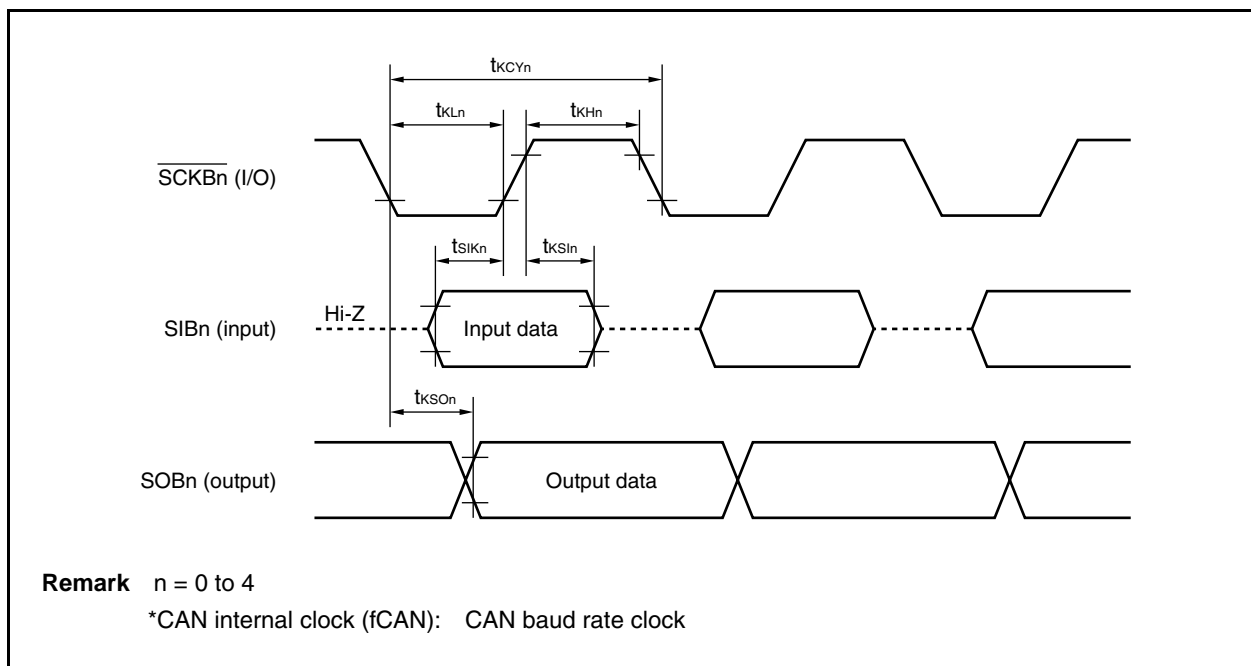 tKCYn
tKLn
tKHn
SCKBn (I/O)
tSIKn
tKSIn
Hi-Z
SIBn (input)
Input data
tKSOn
SOBn (output)
Output data
Remark n = 0 to 4
*CAN internal clock (fCAN): CAN baud rate clock